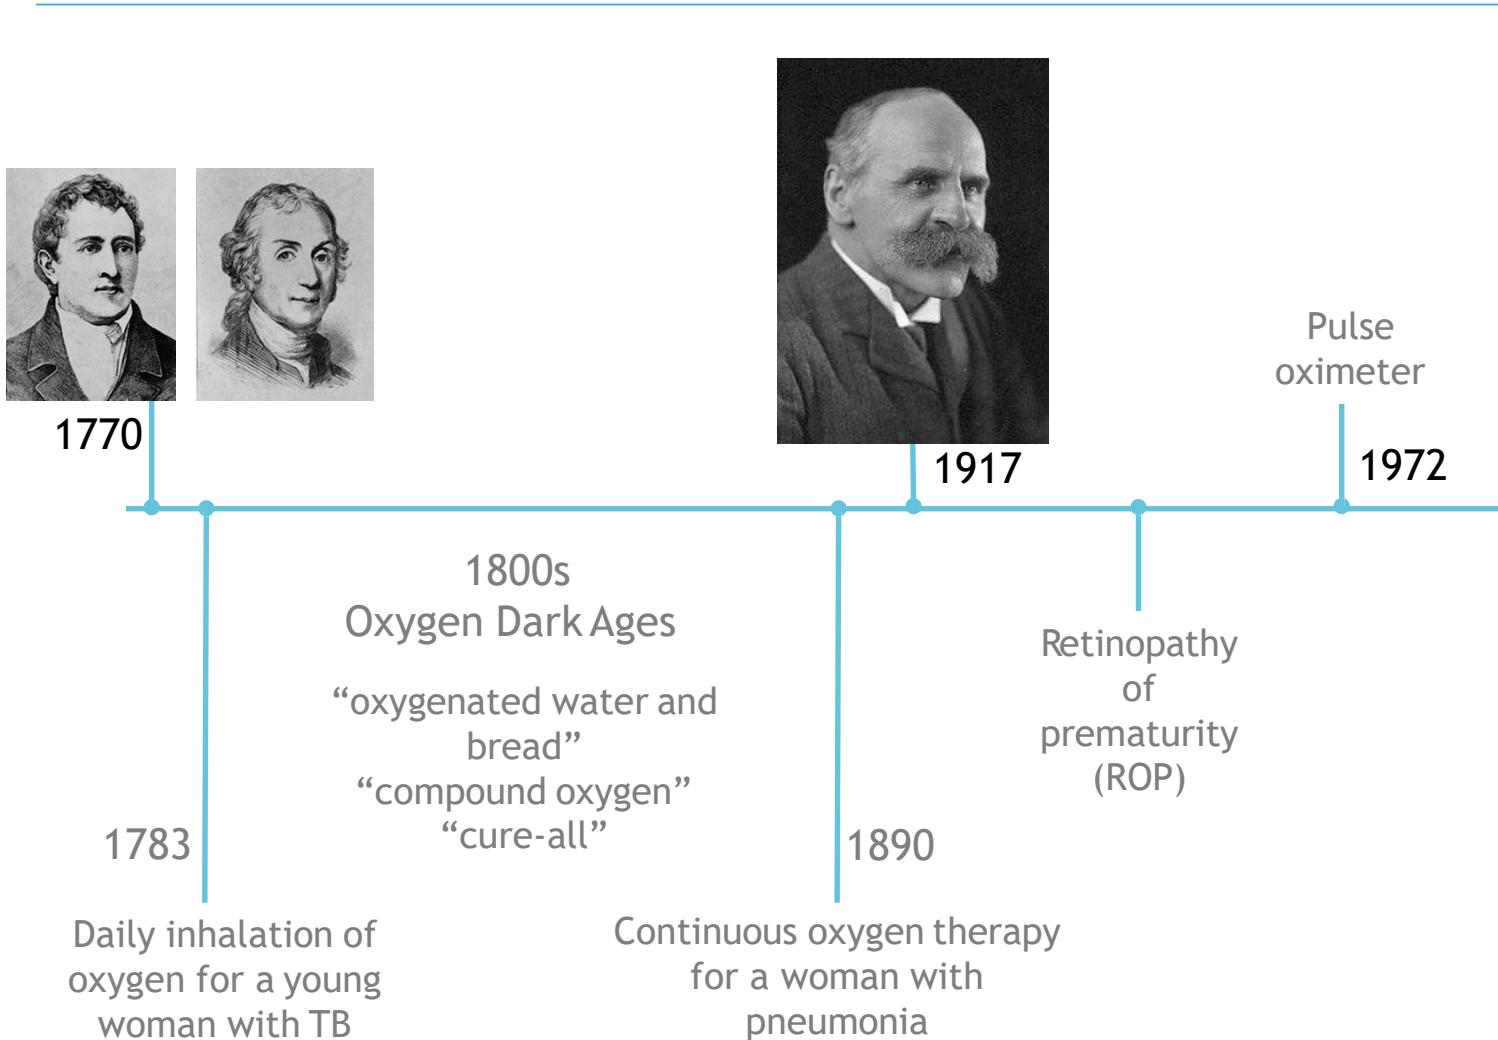 1770
1917
Pulse
oximeter
1972
1800s
Oxygen Dark Ages
“oxygenated water and
bread”
“compound oxygen”
“cure-all”
1783
Daily inhalation of
oxygen for a young
woman with TB
1890
Continuous oxygen therapy
for a woman with
pneumonia
Retinopathy
of
prematurity
(ROP)